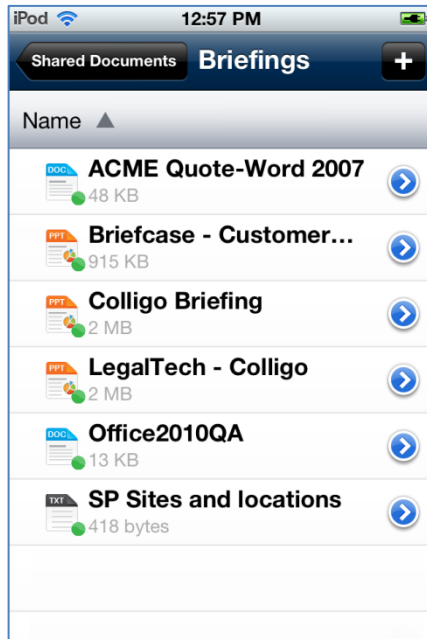 iPod 12:57 PM
Shared Documents Briefings +
Name ▲
DOC ACME Quote-Word 2007
48 KB
PPT Briefcase - Customer...
915 KB
PPT Colligo Briefing
2 MB
PPT LegalTech - Colligo
2 MB
DOC Office2010QA
13 KB
TXT SP Sites and locations
418 bytes